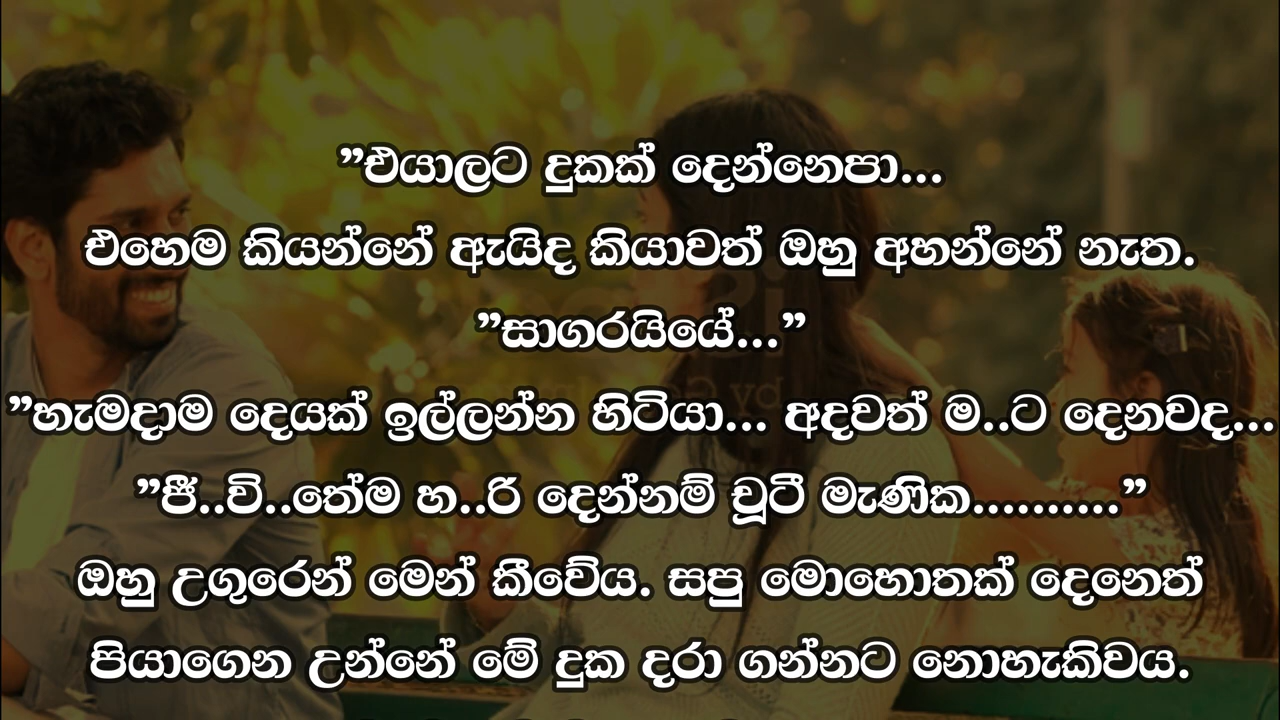 ”එයාලට දුකක් දෙන්නෙපා...
එහෙම කියන්නේ ඇයිද කියාවත් ඔහු අහන්නේ නැත.
”සාගරයියේ...”
”හැමදාම දෙයක් ඉල්ලන්න හිටියා... අදවත් ම..ට දෙනවද...
”ජී..වි..තේම හ..රි දෙන්නම් චූටී මැණික..........”
ඔහු උගුරෙන් මෙන් කීවේය. සපු මොහොතක් දෙනෙත්
පියාගෙන උන්නේ මේ දුක දරා ගන්නට නොහැකිවය.